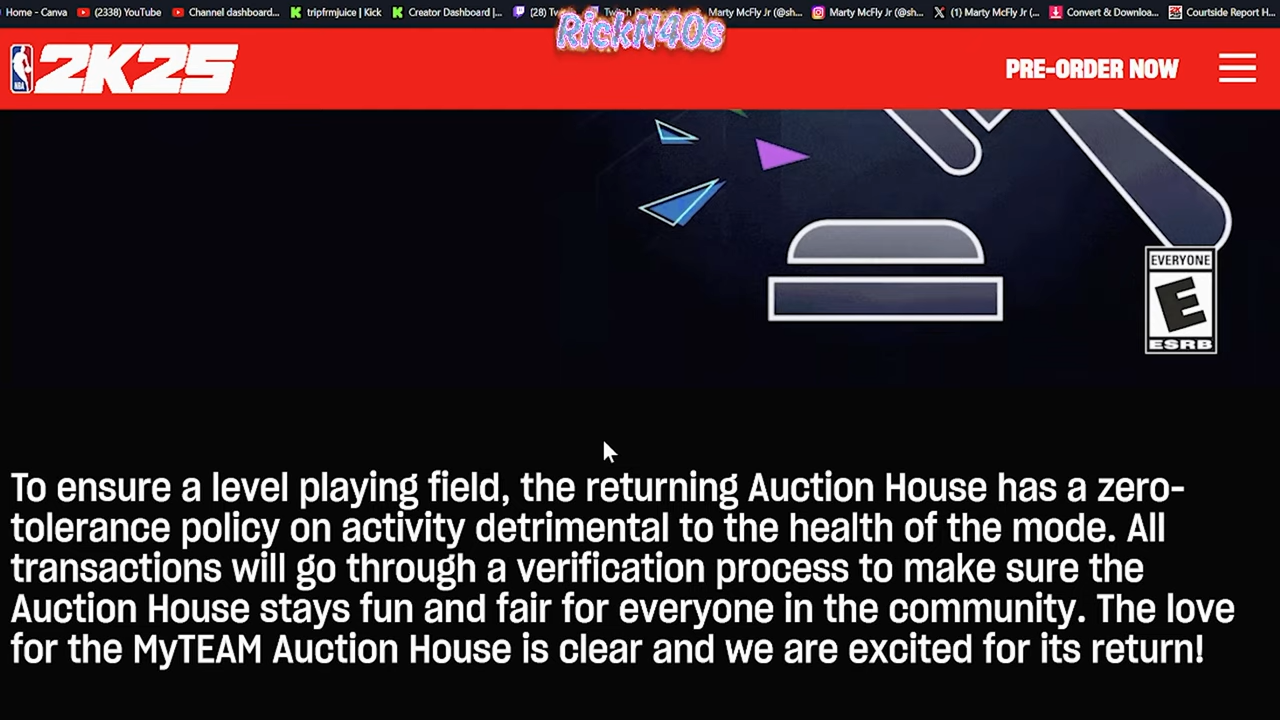 Home - Canva (2338) YouTube Channel dashboard... tripfrmjuice | Kick Creator Dashboard |... (28) Marty McFly Jr (@sh... Marty McFly Jr (@sh... (1) Marty McFly Jr (... Convert & Downloa... Courtside Report H...
RickN40s
NBA 2K25
PRE-ORDER NOW
EVERYONE
E
ESRB
To ensure a level playing field, the returning Auction House has a zero-
tolerance policy on activity detrimental to the health of the mode. All
transactions will go through a verification process to make sure the
Auction House stays fun and fair for everyone in the community. The love
for the MyTEAM Auction House is clear and we are excited for its return!